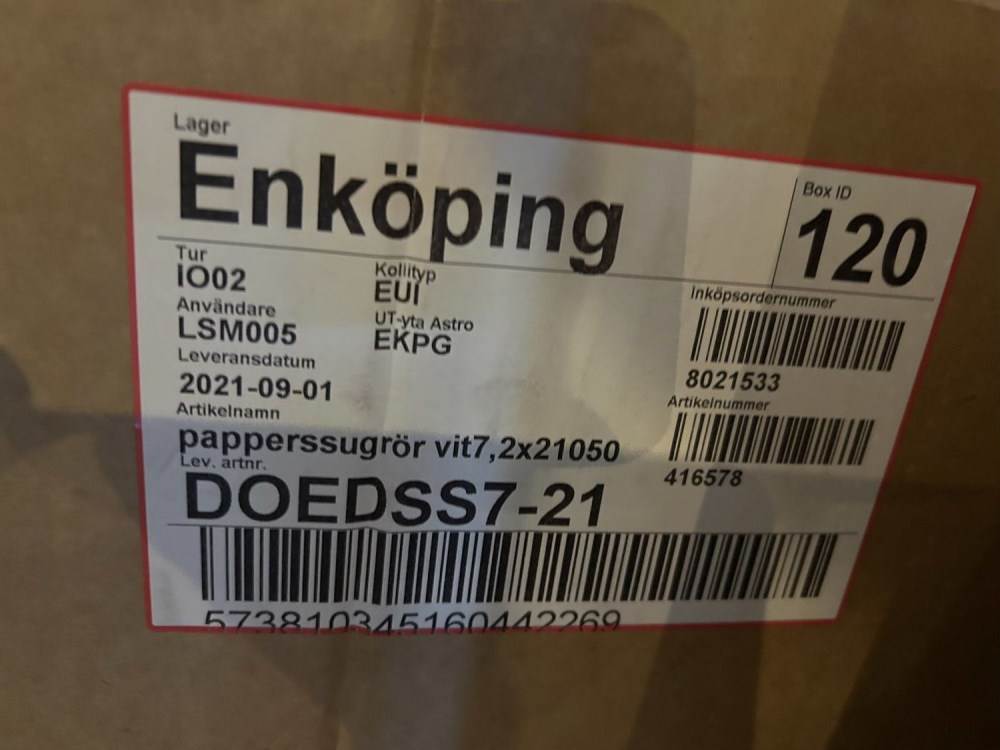 Lager
Enköping
Box ID
120
Tur
IO02
Kollityp
EUI
Användare
LSM005
UT-yta Astro
EKPG
Leveransdatum
2021-09-01
Inköpsordernummer
8021533
Artikelnummer
416578
Artikelnamn
papperssugrör vit7,2x21050
Lev. artnr.
DOEDSS7-21
573810345160442269